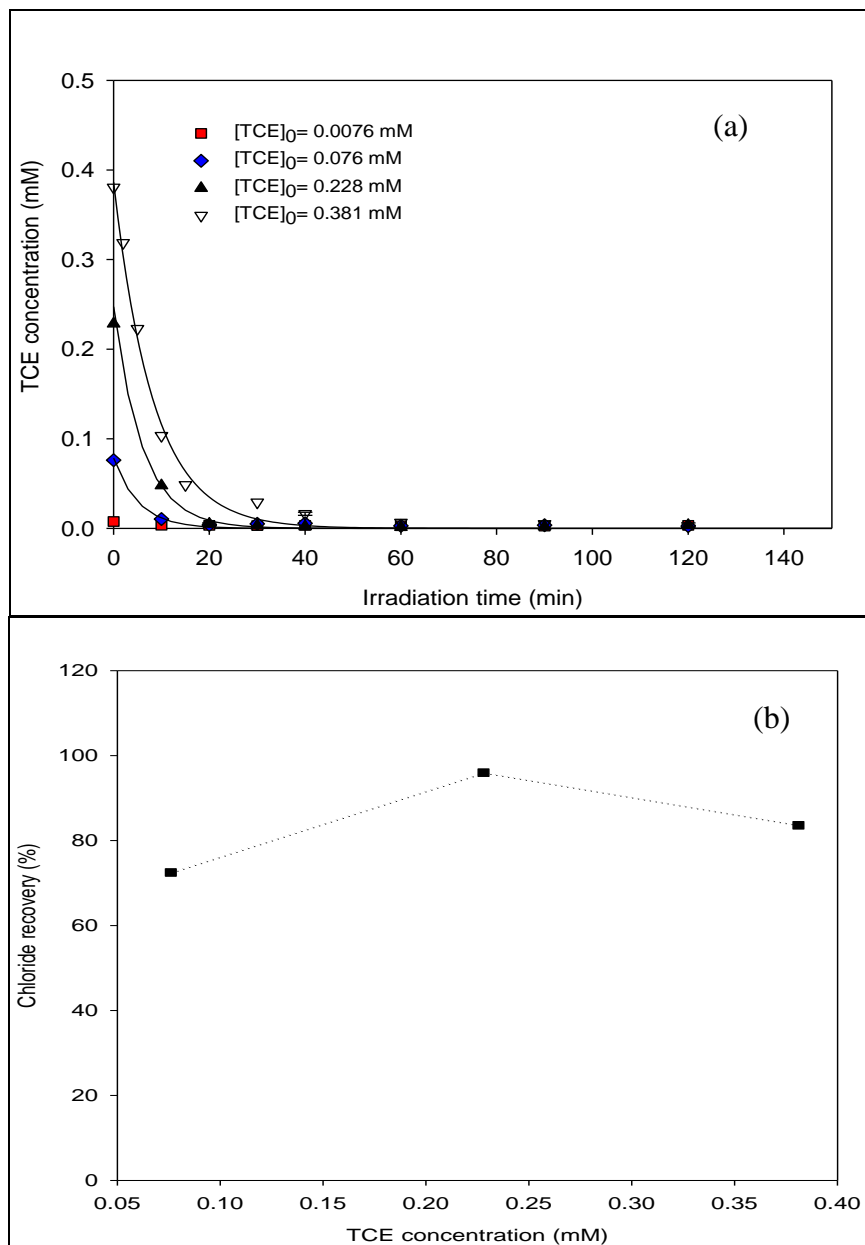 (a)
0.5
0.4
0.3
0.2
0.1
0.0
TCE concentration (mM)
[TCE]0= 0.0076 mM
[TCE]0= 0.076 mM
[TCE]0= 0.228 mM
[TCE]0= 0.381 mM
0 20 40 60 80 100 120 140
Irradiation time (min)
(b)
120
100
80
60
40
20
0
Chloride recovery (%)
0.05 0.10 0.15 0.20 0.25 0.30 0.35 0.40
TCE concentration (mM)